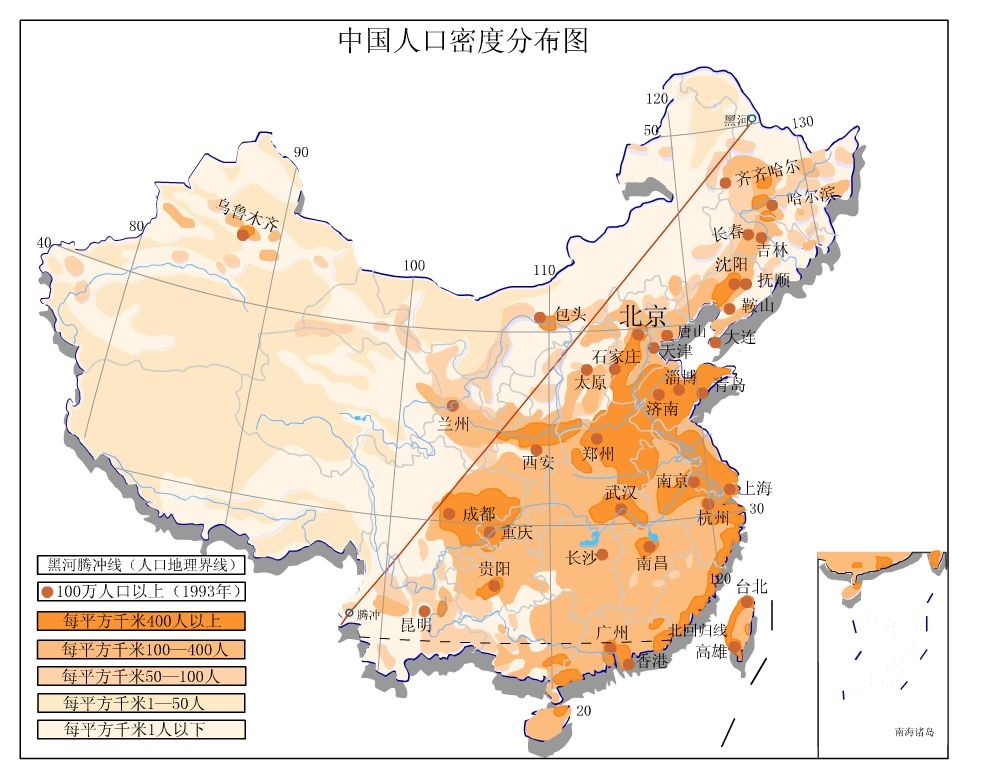 中国人口密度分布图
120
黑河
130
50
90
齐齐哈尔
哈尔滨
乌鲁木齐
80
长春
吉林
40
100
110
沈阳
抚顺
鞍山
包头
北京
唐山
大连
天津
石家庄
太原
淄博
青岛
济南
兰州
西安
郑州
南京
上海
武汉
30
杭州
成都
重庆
长沙
南昌
贵阳
120
台北
腾冲
昆明
广州
北回归线
高雄
香港
20
黑河腾冲线（人口地理界线）
100万人口以上（1993年）
每平方千米400人以上
每平方千米100—400人
每平方千米50—100人
每平方千米1—50人
每平方千米1人以下
南海诸岛